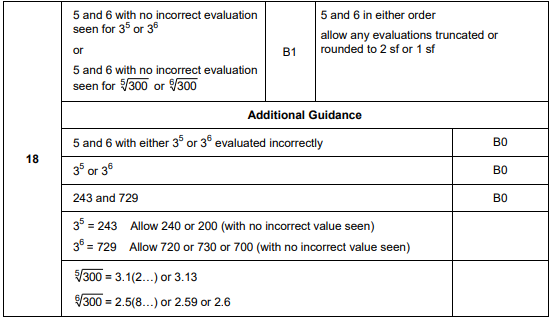 18
5 and 6 with no incorrect evaluation
seen for 3⁵ or 3⁶
or
5 and 6 with no incorrect evaluation
seen for ⁵√300 or ⁶√300
B1
5 and 6 in either order
allow any evaluations truncated or
rounded to 2 sf or 1 sf
Additional Guidance
5 and 6 with either 3⁵ or 3⁶ evaluated incorrectly B0
3⁵ or 3⁶ B0
243 and 729 B0
3⁵ = 243 Allow 240 or 200 (with no incorrect value seen)
3⁶ = 729 Allow 720 or 730 or 700 (with no incorrect value seen)
⁵√300 = 3.1(2…) or 3.13
⁶√300 = 2.5(8…) or 2.59 or 2.6